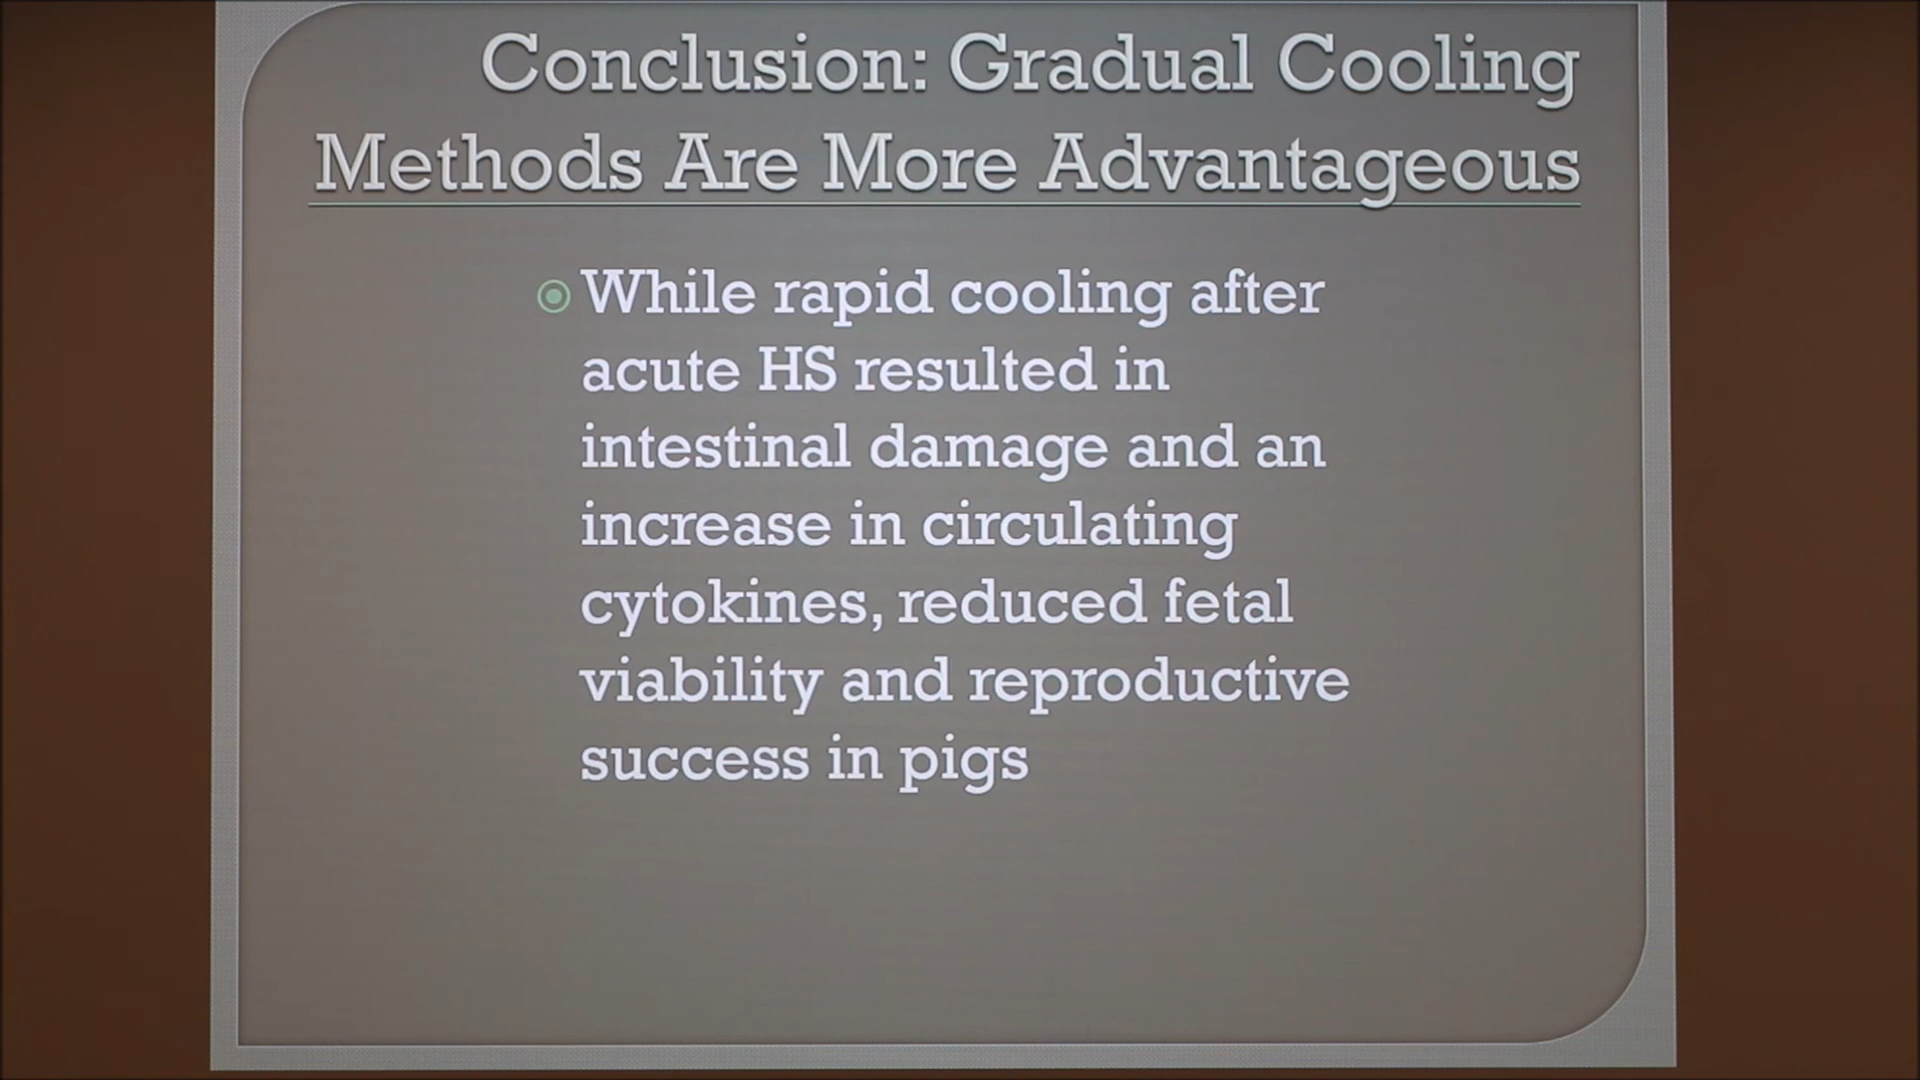 Conclusion: Gradual Cooling
Methods Are More Advantageous
While rapid cooling after
acute HS resulted in
intestinal damage and an
increase in circulating
cytokines, reduced fetal
viability and reproductive
success in pigs